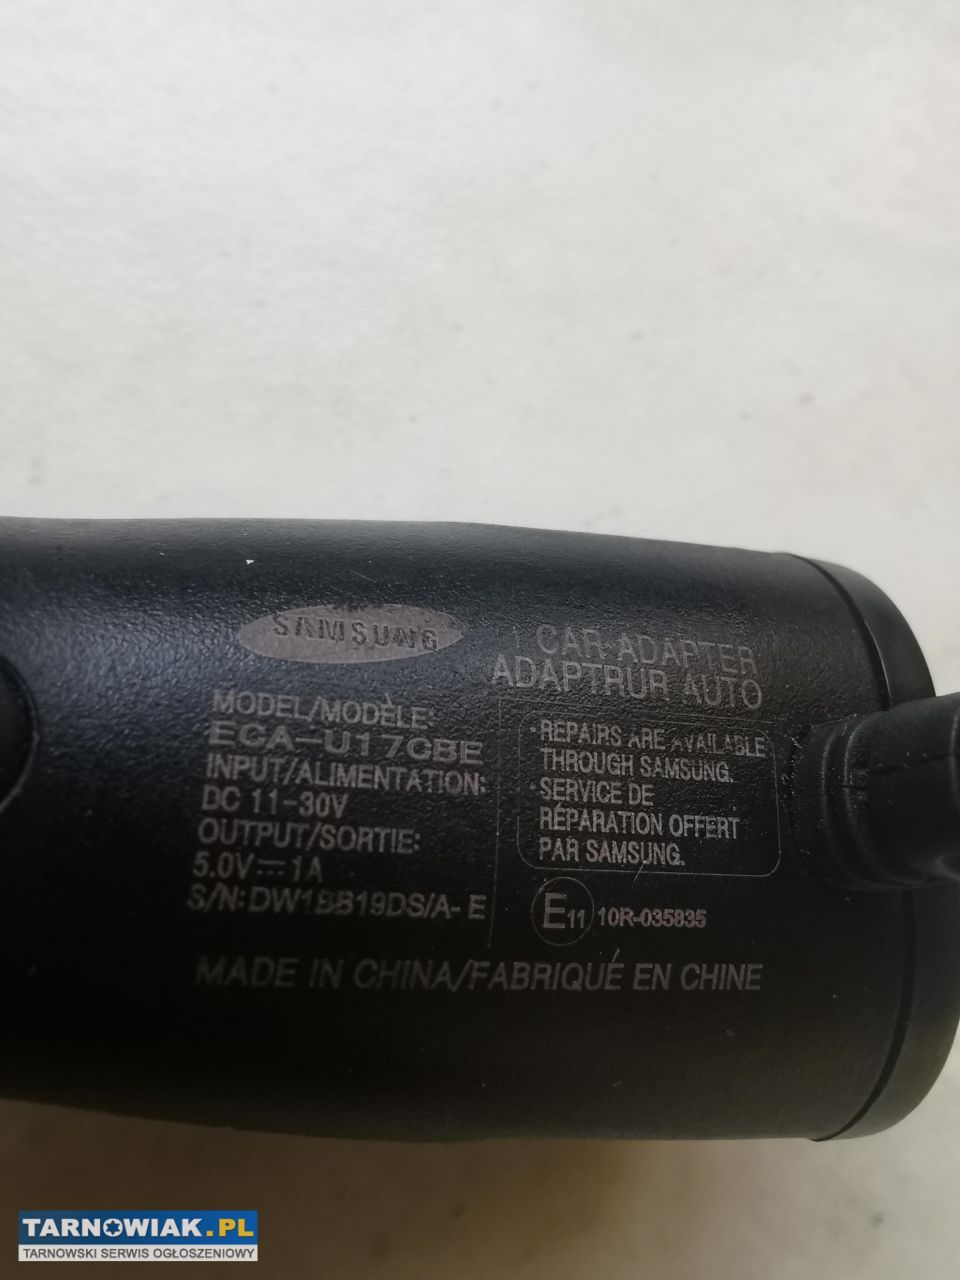 SAMSUNG
CAR ADAPTER
ADAPTRUR AUTO
MODEL/MODÈLE:
ECA-U17CBE
INPUT/ALIMENTATION:
DC 11-30V
OUTPUT/SORTIE:
5.0V⎓1A
S/N: DW1BB19DS/A- E
•REPAIRS ARE AVAILABLE
THROUGH SAMSUNG.
•SERVICE DE
RÉPARATION OFFERT
PAR SAMSUNG.
E11 10R-035835
MADE IN CHINA/FABRIQUÉ EN CHINE
TARNOWIAK.PL
TARNOWSKI SERWIS OGŁOSZENIOWY